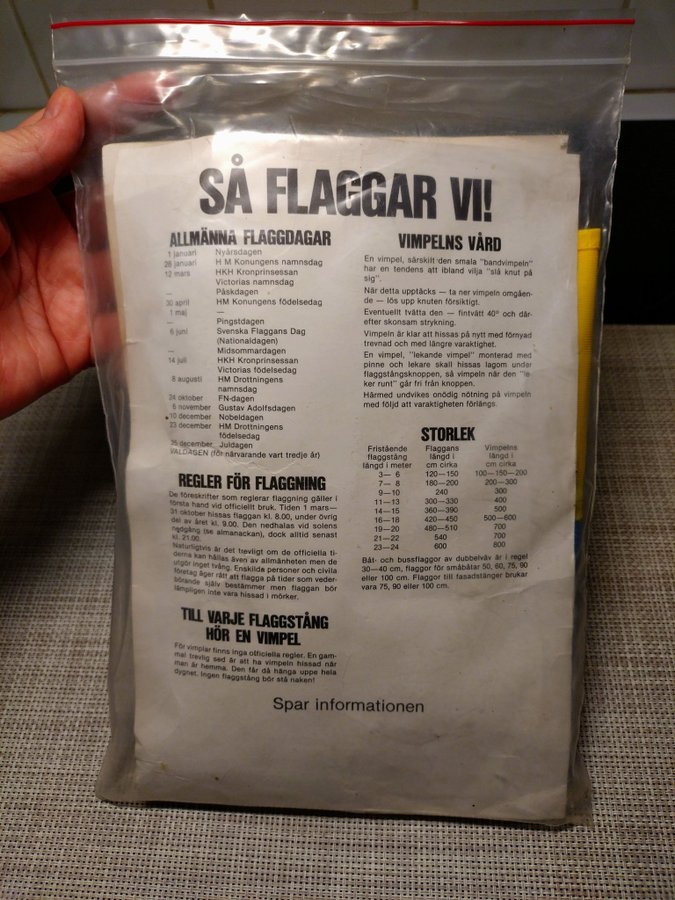 SÅ FLAGGAR VI!
ALLMÄNNA FLAGGDAGAR
1 januari Nyårsdagen
28 januari H M Konungens namnsdag
12 mars HKH Kronprinsessan
Victorias namnsdag
— Påskdagen
30 april HM Konungens födelsedag
1 maj —
— Pingstdagen
6 juni Svenska Flaggans Dag
(Nationaldagen)
— Midsommardagen
14 juli HKH Kronprinsessan
Victorias födelsedag
8 augusti HM Drottningens
namnsdag
24 oktober FN-dagen
6 november Gustav Adolfsdagen
10 december Nobeldagen
23 december HM Drottningens
födelsedag
25 december Juldagen
VALDAGEN (för närvarande vart tredje år)
REGLER FÖR FLAGGNING
De föreskrifter som reglerar flaggning gäller i
första hand vid officiellt bruk. Tiden 1 mars—
31 oktober hissas flaggan kl. 8.00, under övrig
del av året kl. 9.00. Den nedhalas vid solens
nedgång (se almanackan), dock alltid senast
kl. 21.00.
Naturligtvis är det trevligt om de officiella ti-
derna kan hållas även av allmänheten men de
utgör inget tvång. Enskilda personer och civila
företag äger rätt att flagga på tider som veder-
börande själv bestämmer men flaggan bör
lämpligen inte vara hissad i mörker.
TILL VARJE FLAGGSTÅNG
HÖR EN VIMPEL
För vimplar finns inga officiella regler. En gam-
mal trevlig sed är att ha vimpeln hissad när
man är hemma. Den får då hänga uppe hela
dygnet. Ingen flaggstång bör stå naken!
VIMPELNS VÅRD
En vimpel, särskilt den smala "bandvimpeln"
har en tendens att ibland vilja "slå knut på
sig".
När detta upptäcks — ta ner vimpeln omgåen-
de — lös upp knuten försiktigt.
Eventuellt tvätta den — fintvätt 40° och där-
efter skonsam strykning.
Vimpeln är klar att hissas på nytt med förnyad
trevnad och med längre varaktighet.
En vimpel, "lekande vimpel" monterad med
pinne och lekare skall hissas lagom under
flaggstångsknoppen, så vimpeln när den "le-
ker runt" går fri från knoppen.
Härmed undvikes onödig nötning på vimpeln
med följd att varaktigheten förlängs.
STORLEK
Fristående Flaggans Vimpelns
flaggstång längd i längd i
längd i meter cm cirka cm cirka
3— 6 120—150 100—150—200
7— 8 180—200 200—300
9—10 240 300
11—13 300—330 400
14—15 360—390 500
16—18 420—450 500—600
19—20 480—510 700
21—22 540 700
23—24 600 800
Båt- och bussflaggor av dubbelväv är i regel
30—40 cm, flaggor för småbåtar 50, 60, 75, 90
eller 100 cm. Flaggor till fasadstänger brukar
vara 75, 90 eller 100 cm.
Spar informationen